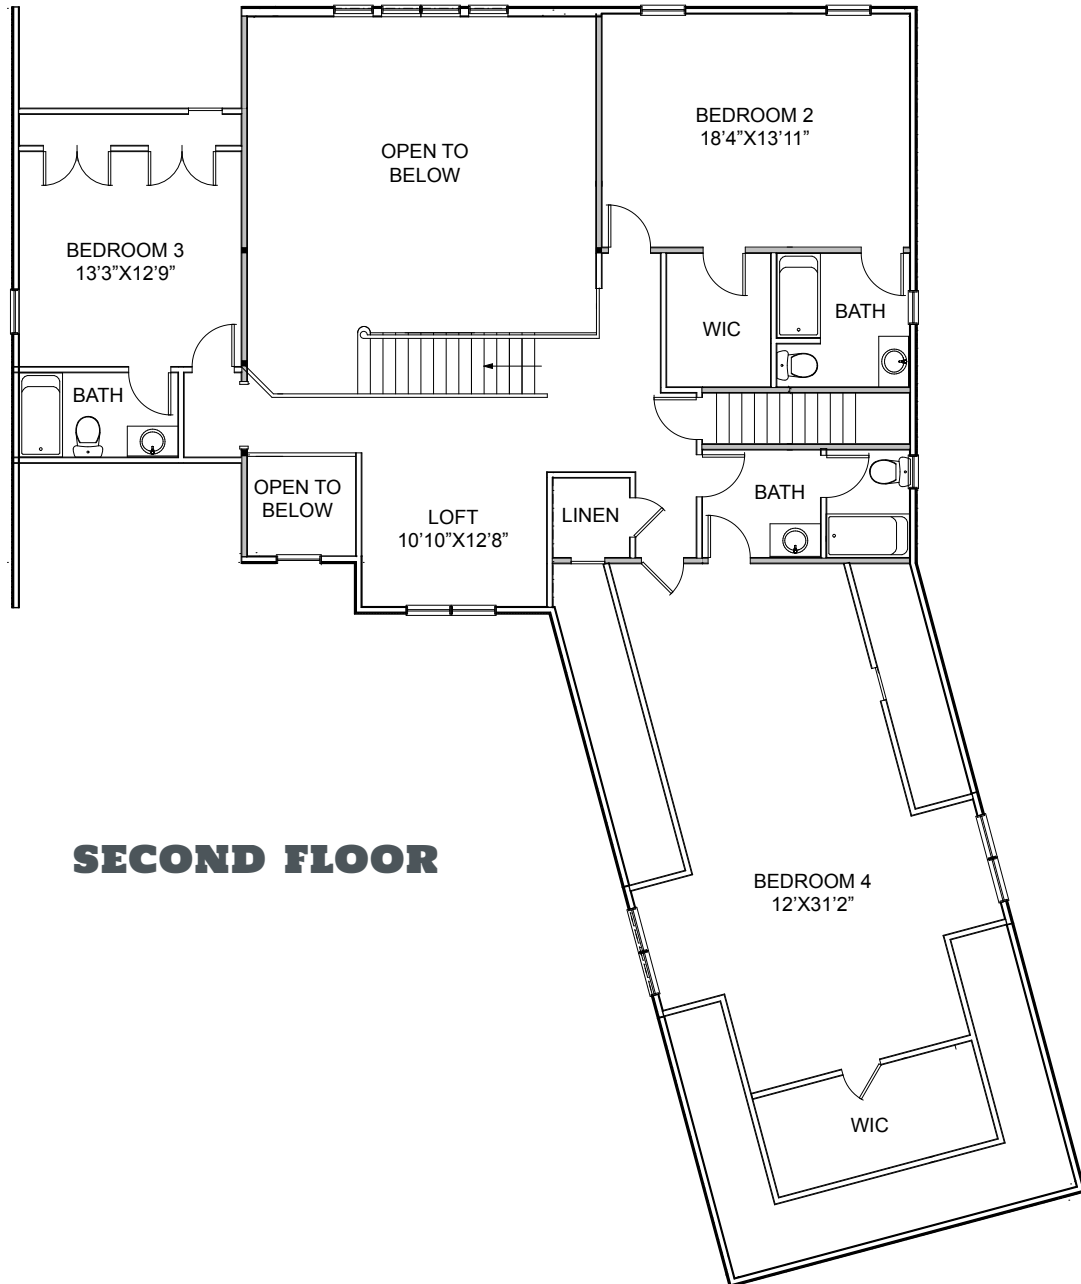 BEDROOM 2
18'4”X13'11”
OPEN TO
BELOW
BEDROOM 3
13'3”X12'9”
WIC
BATH
BATH
OPEN TO
BELOW
LOFT
10'10”X12'8”
LINEN
BATH
SECOND FLOOR
BEDROOM 4
12'X31'2”
WIC